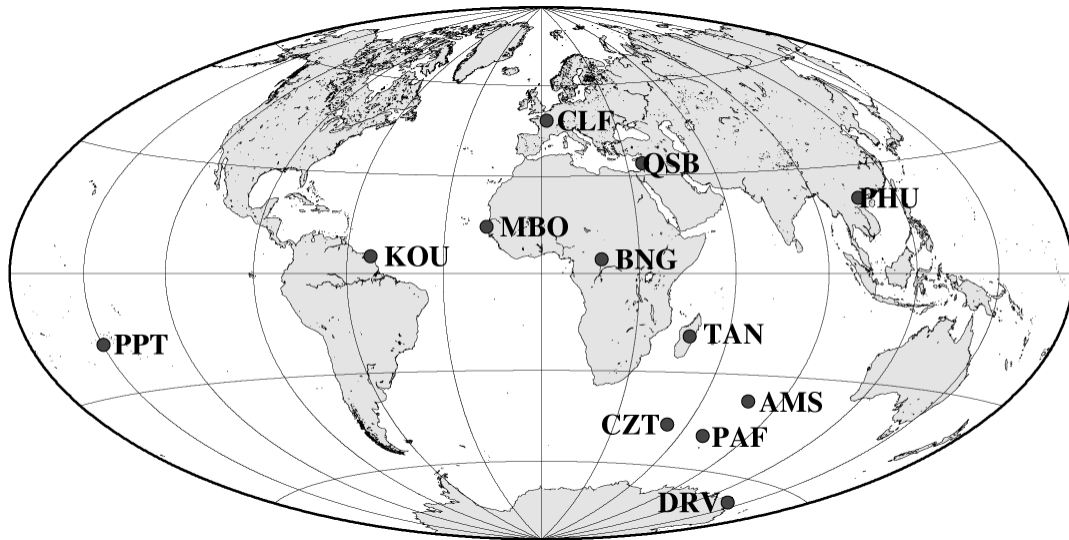 CLF
QSB
PHU
MBO
KOU
BNG
PPT
TAN
AMS
CZT
PAF
DRV